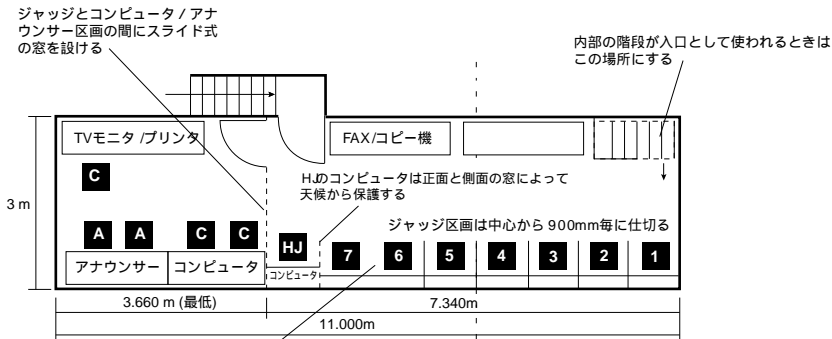 ジャッジとコンピュータ / アナ
ウンサー区画の間にスライド式
の窓を設ける
内部の階段が入口として使われるときは
この場所にする
TVモニタ /プリンタ
FAX/コピー機
C
HJのコンピュータは正面と側面の窓によって
天候から保護する
3 m
ジャッジ区画は中心から 900mm毎に仕切る
A A C C HJ 7 6 5 4 3 2 1
アナウンサー コンピュータ コンピュータ
3.660 m (最低) 7.340m
11.000m